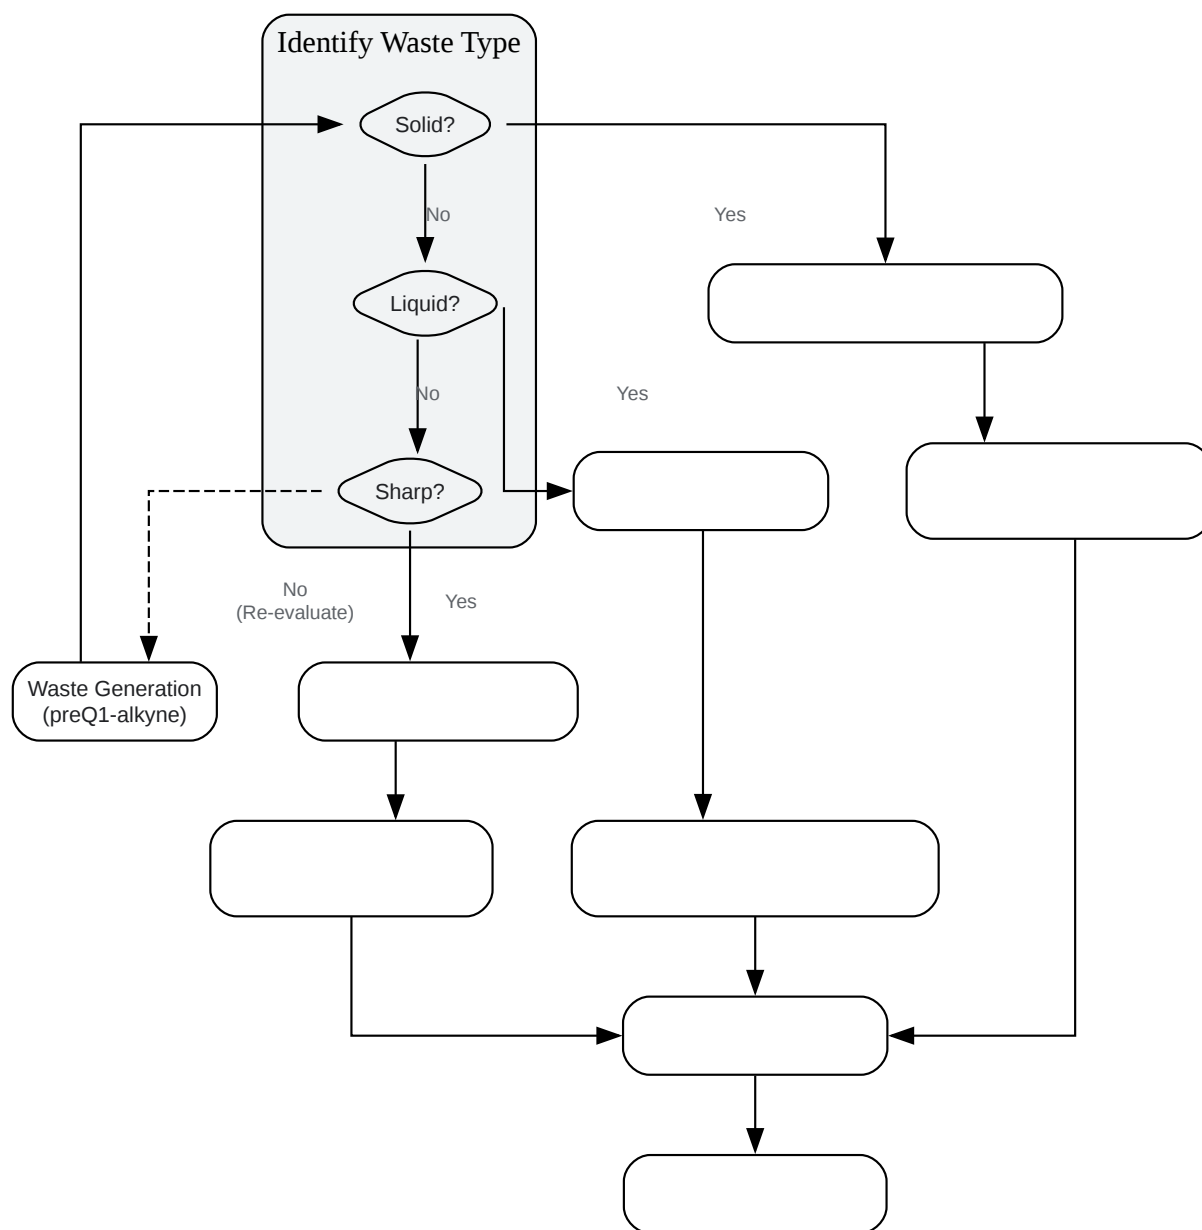 Identify Waste Type
Solid?
No
Yes
Liquid?
No
Yes
Sharp?
No
(Re-evaluate)
Yes
Waste Generation
(preQ1-alkyne)